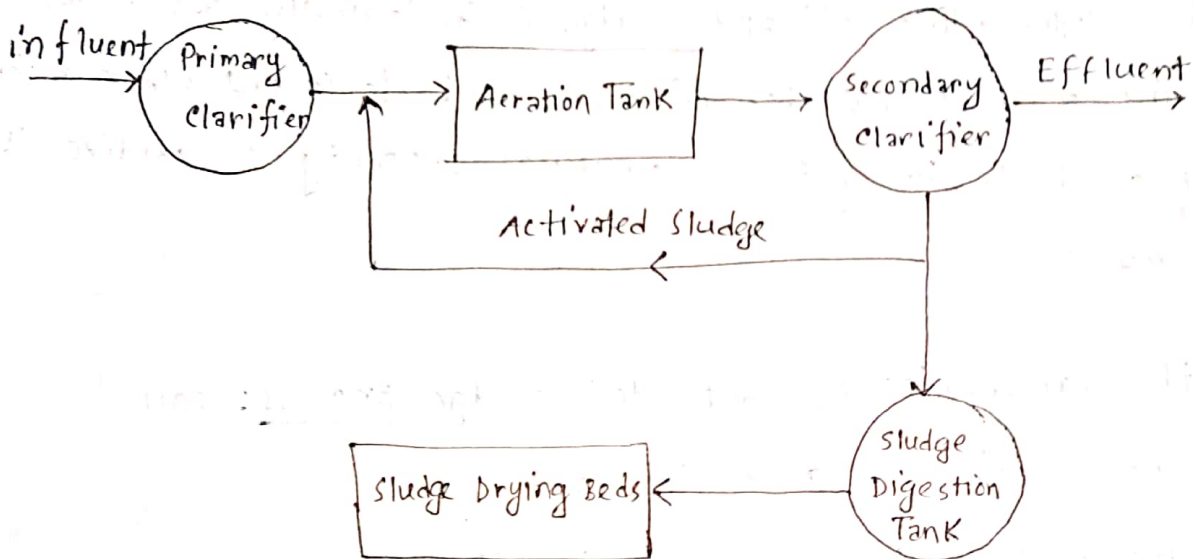 influent
Primary
Clarifier
Aeration Tank
Secondary
Clarifier
Effluent
Activated Sludge
Sludge
Digestion
Tank
Sludge Drying Beds